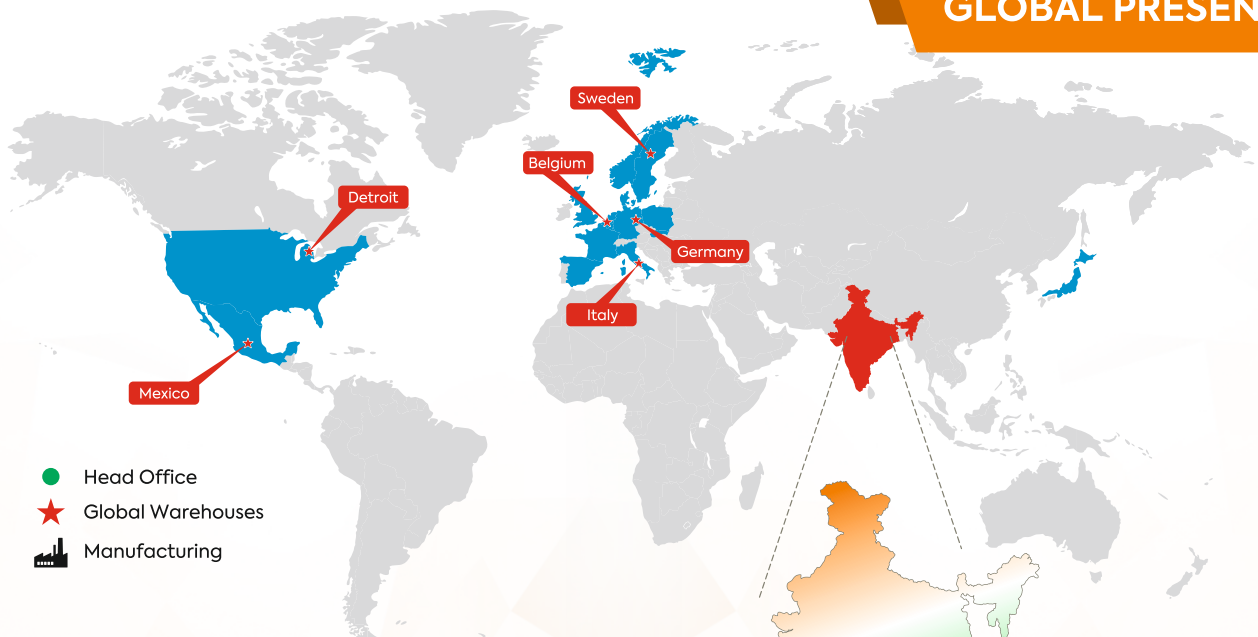 GLOBAL PRESEN
Sweden
Belgium
Detroit
Germany
Italy
Mexico
Head Office
Global Warehouses
Manufacturing